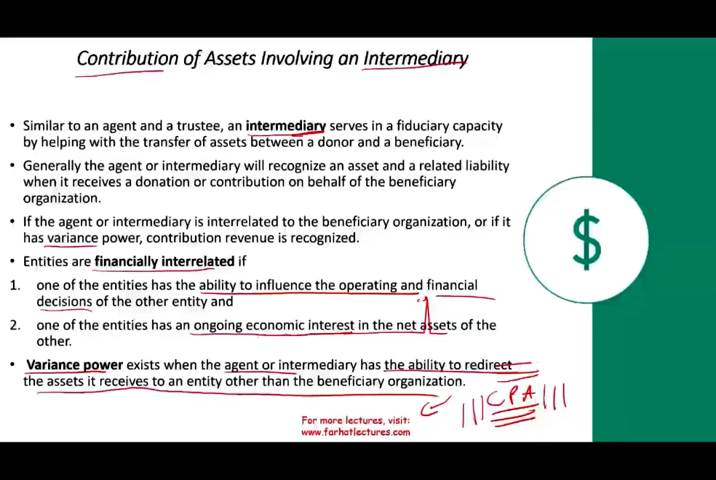 Contribution of Assets Involving an Intermediary
• Similar to an agent and a trustee, an intermediary serves in a fiduciary capacity
by helping with the transfer of assets between a donor and a beneficiary.
• Generally the agent or intermediary will recognize an asset and a related liability
when it receives a donation or contribution on behalf of the beneficiary
organization.
• If the agent or intermediary is interrelated to the beneficiary organization, or if it
has variance power, contribution revenue is recognized.
• Entities are financially interrelated if
1. one of the entities has the ability to influence the operating and financial
decisions of the other entity and
2. one of the entities has an ongoing economic interest in the net assets of the
other.
• Variance power exists when the agent or intermediary has the ability to redirect
the assets it receives to an entity other than the beneficiary organization.
CPA
For more lectures, visit:
www.farhatlectures.com
$